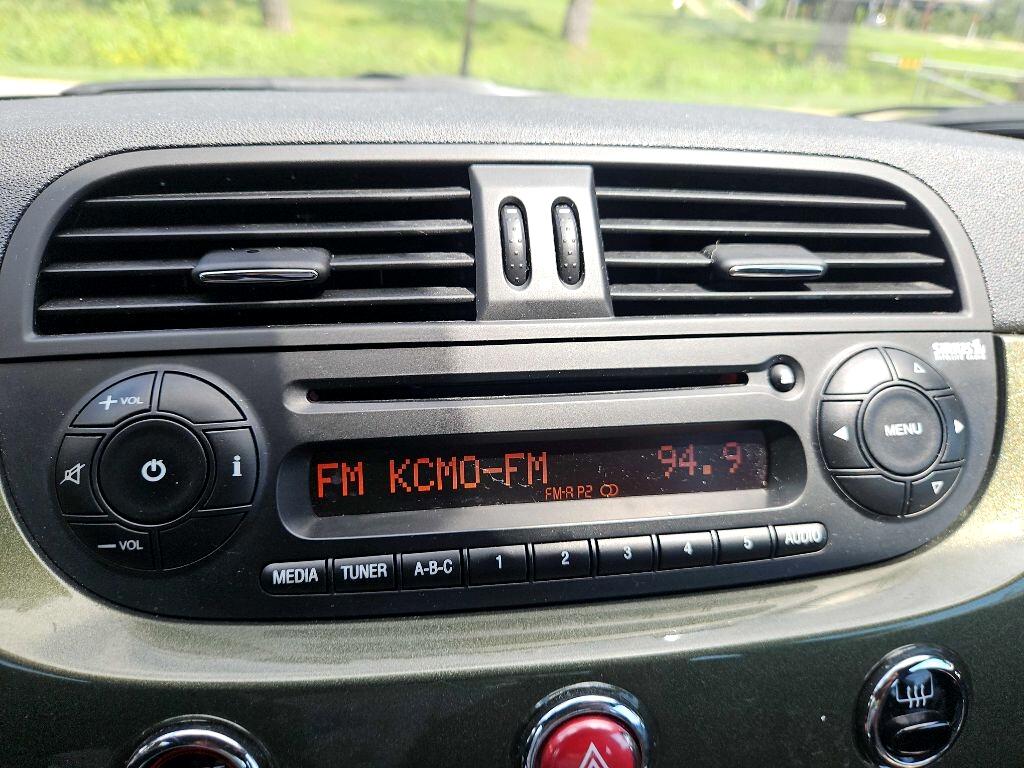 + VOL
i
- VOL
FM KCMO-FM 94.9
FM-R P2
MENU
MEDIA TUNER A-B-C 1 2 3 4 5 AUDIO